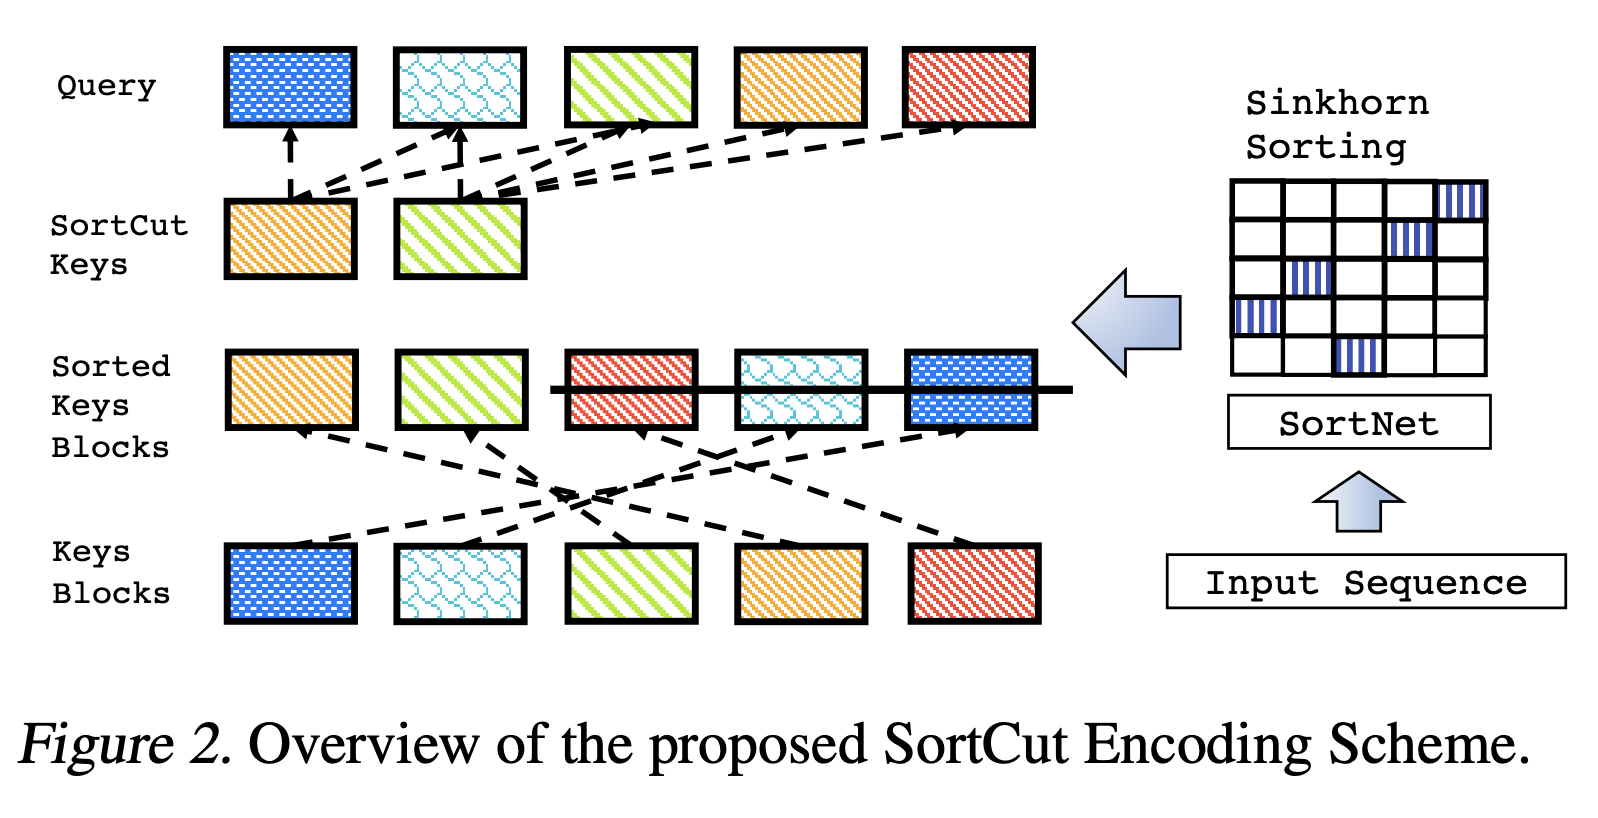 Query
SortCut
Keys
Sorted
Keys
Blocks
Keys
Blocks
Sinkhorn
Sorting
SortNet
Input Sequence
Figure 2. Overview of the proposed SortCut Encoding Scheme.